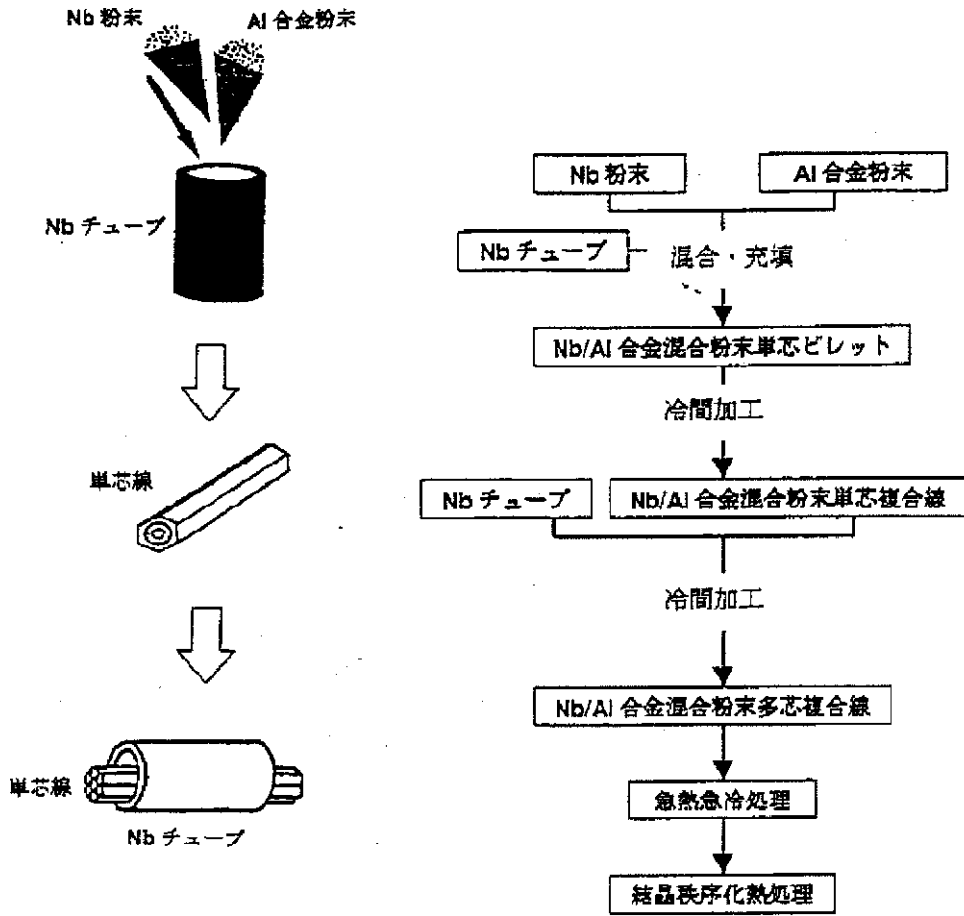 Nb 粉末
Al 合金粉末
Nb チューブ
単芯線
単芯線
Nb チューブ
Nb 粉末
Al 合金粉末
Nb チューブ
混合・充填
Nb/Al 合金混合粉末単芯ビレット
冷間加工
Nb チューブ
Nb/Al 合金混合粉末単芯複合線
冷間加工
Nb/Al 合金混合粉末多芯複合線
急熱急冷処理
結晶秩序化熱処理